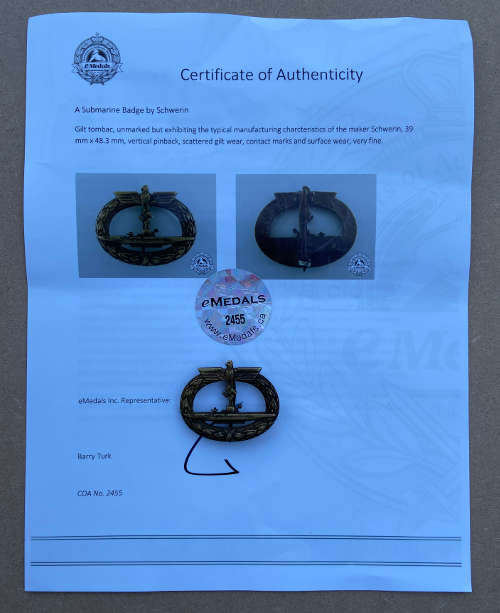 eMedals
Certificate of Authenticity
A Submarine Badge by Schwerin
Gilt tombac, unmarked but exhibiting the typical manufacturing charcteristics of the maker Schwerin, 39
mm x 48.3 mm, vertical pinback, scattered gilt wear, contact marks and surface wear, very fine.
eMEDALS
2455
www.eMedals.ca
eMedals Inc. Representative:
Barry Turk
COA No. 2455